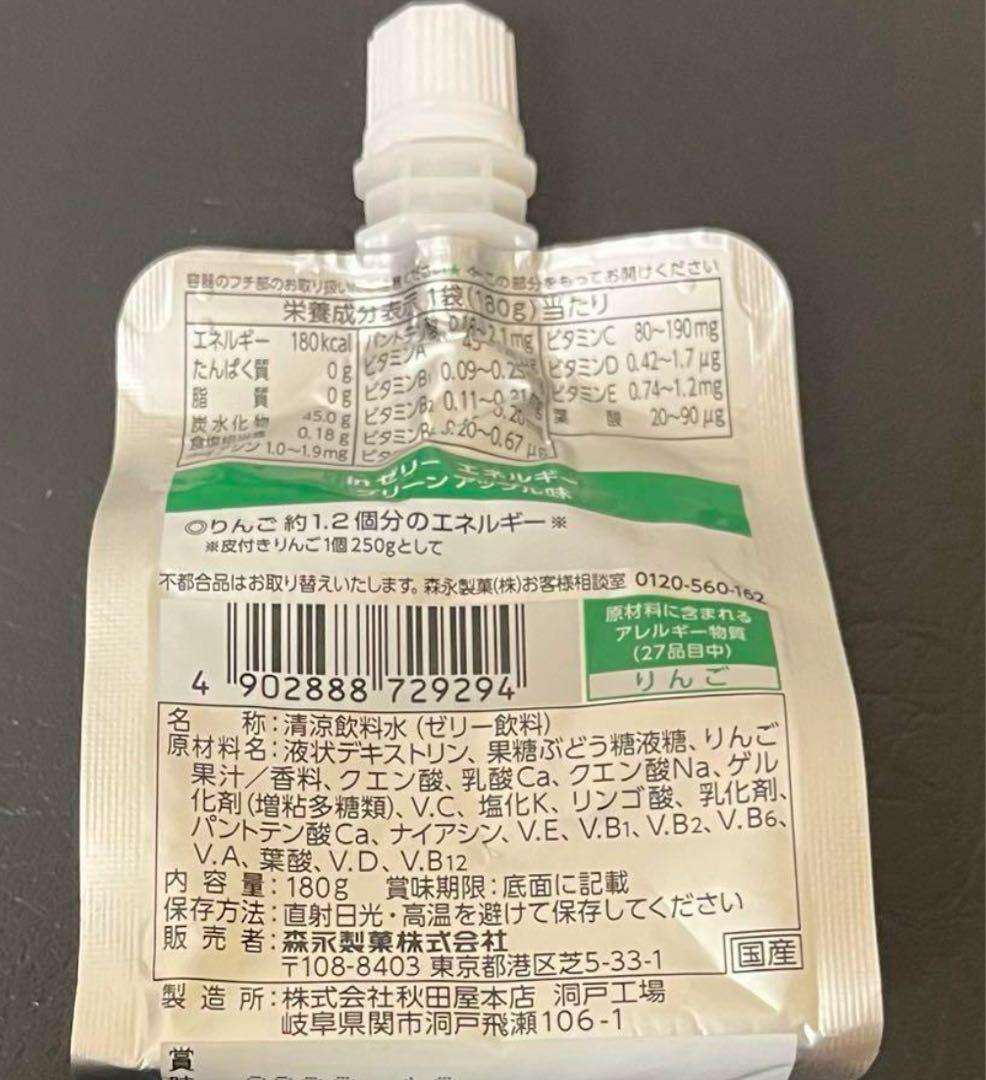 容器のフチ部のお取り扱い
この部分をもってお開けください
栄養成分表示 1袋(180g)当たり
エネルギー 180kcal
たんぱく質 0g
脂 質 0g
炭水化物 45.0g
0.18g
1.0〜1.9mg
ビタミンA
ビタミンB1 0.09〜
ビタミンB2 0.11〜
0.20〜0.67μg
ビタミンC 80〜190mg
ビタミンD 0.42〜1.7μg
ビタミンE 0.74〜1.2mg
葉 酸 20〜90μg
inゼリー エネルギー
グリーンアップル味
◎りんご約1.2個分のエネルギー※
※皮付きりんご1個250gとして
不都合品はお取り替えいたします。森永製菓(株)お客様相談室 0120-560-162
4 902888 729294
原材料に含まれる
アレルギー物質
(27品目中)
りんご
名 称:清涼飲料水(ゼリー飲料)
原材料名:液状デキストリン、果糖ぶどう糖液糖、りんご
果汁/香料、クエン酸、乳酸Ca、クエン酸Na、ゲル
化剤(増粘多糖類)、V.C、塩化K、リンゴ酸、乳化剤、
パントテン酸Ca、ナイアシン、V.E、V.B1、V.B2、V.B6、
V.A、葉酸、V.D、V.B12
内容量:180g 賞味期限:底面に記載
保存方法:直射日光・高温を避けて保存してください
販売者:森永製菓株式会社
〒108-8403 東京都港区芝5-33-1
国産
製造所:株式会社秋田屋本店 洞戸工場
岐阜県関市洞戸飛瀬106-1
賞